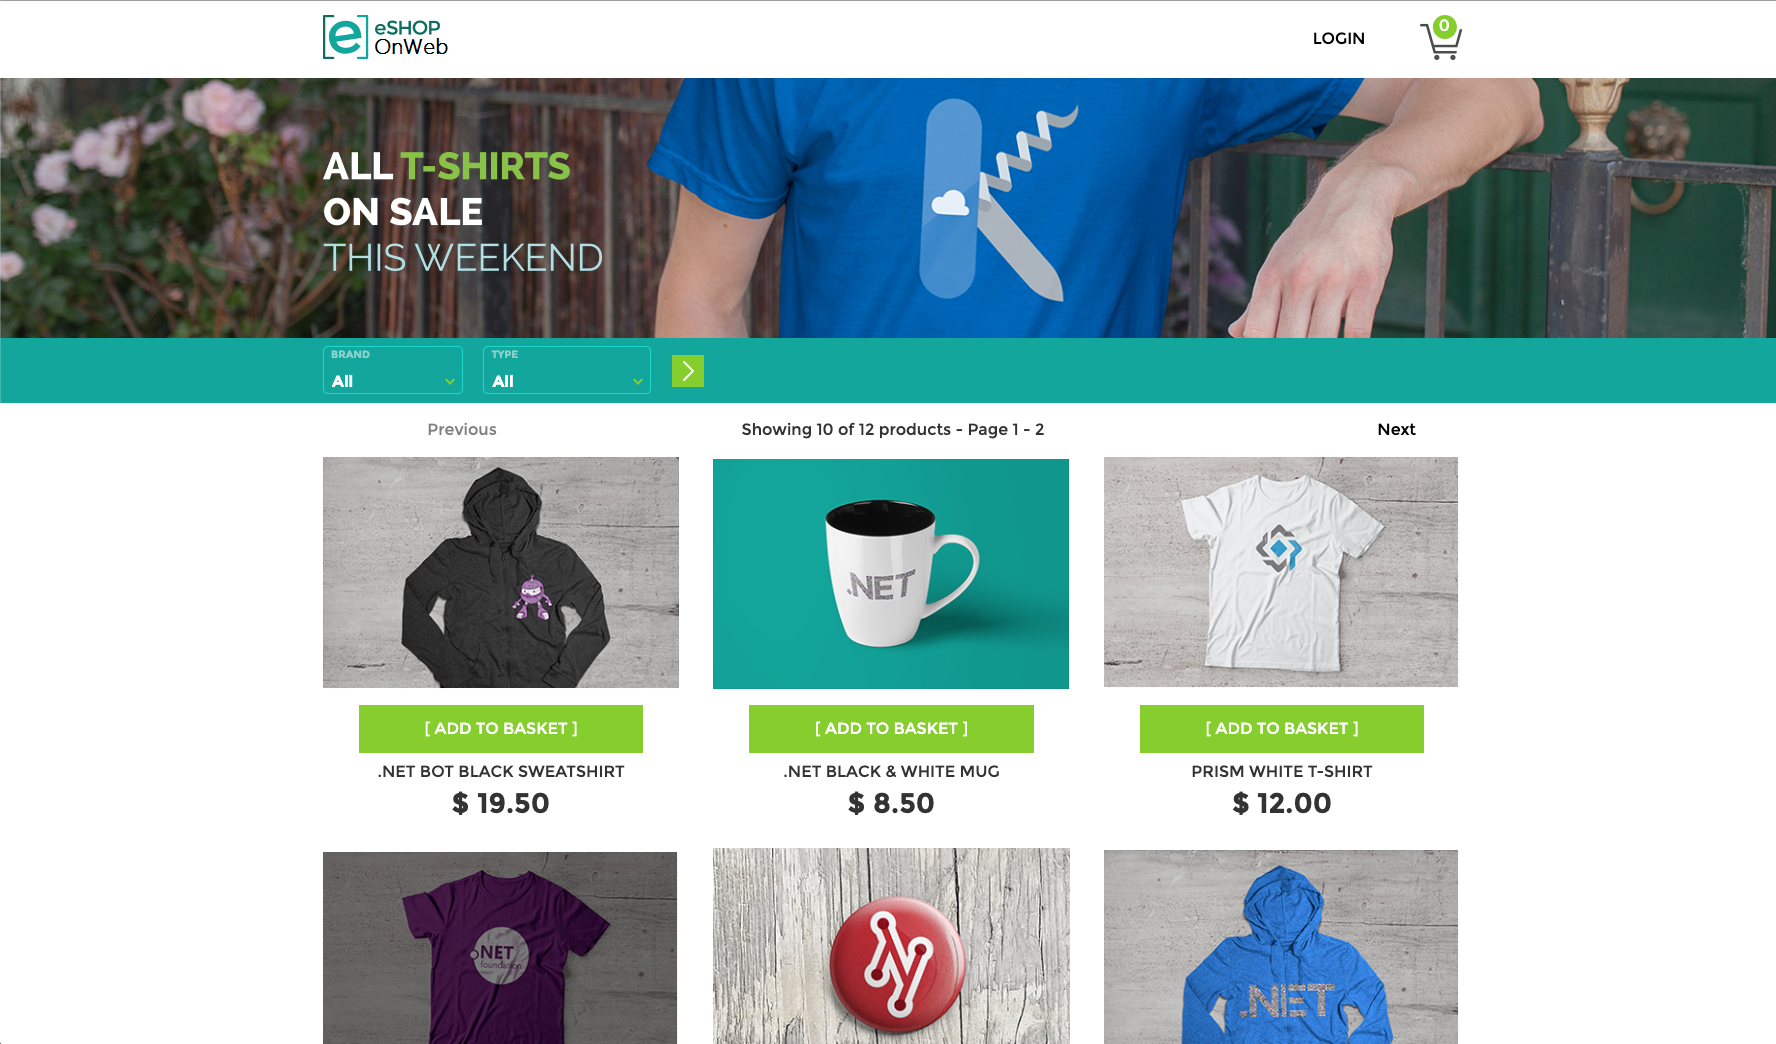 e eSHOP
OnWeb
LOGIN
0
ALL T-SHIRTS
ON SALE
THIS WEEKEND
BRAND
All
TYPE
All
Previous
Showing 10 of 12 products - Page 1 - 2
Next
.NET
[ ADD TO BASKET ]
[ ADD TO BASKET ]
[ ADD TO BASKET ]
.NET BOT BLACK SWEATSHIRT
.NET BLACK & WHITE MUG
PRISM WHITE T-SHIRT
$ 19.50
$ 8.50
$ 12.00
.NET
foundation
.NET